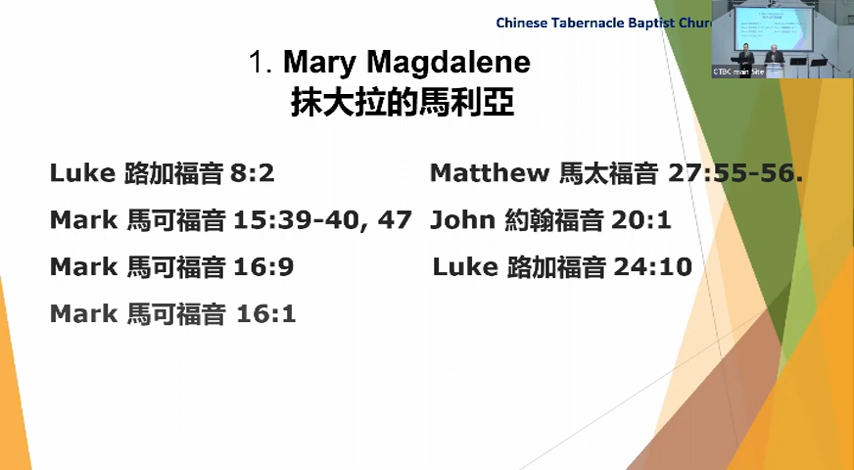 Chinese Tabernacle Baptist Chur
CTBC main Site
1. Mary Magdalene
抹大拉的馬利亞
Luke 路加福音 8:2
Mark 馬可福音 15:39-40, 47
Mark 馬可福音 16:9
Mark 馬可福音 16:1
Matthew 馬太福音 27:55-56.
John 約翰福音 20:1
Luke 路加福音 24:10